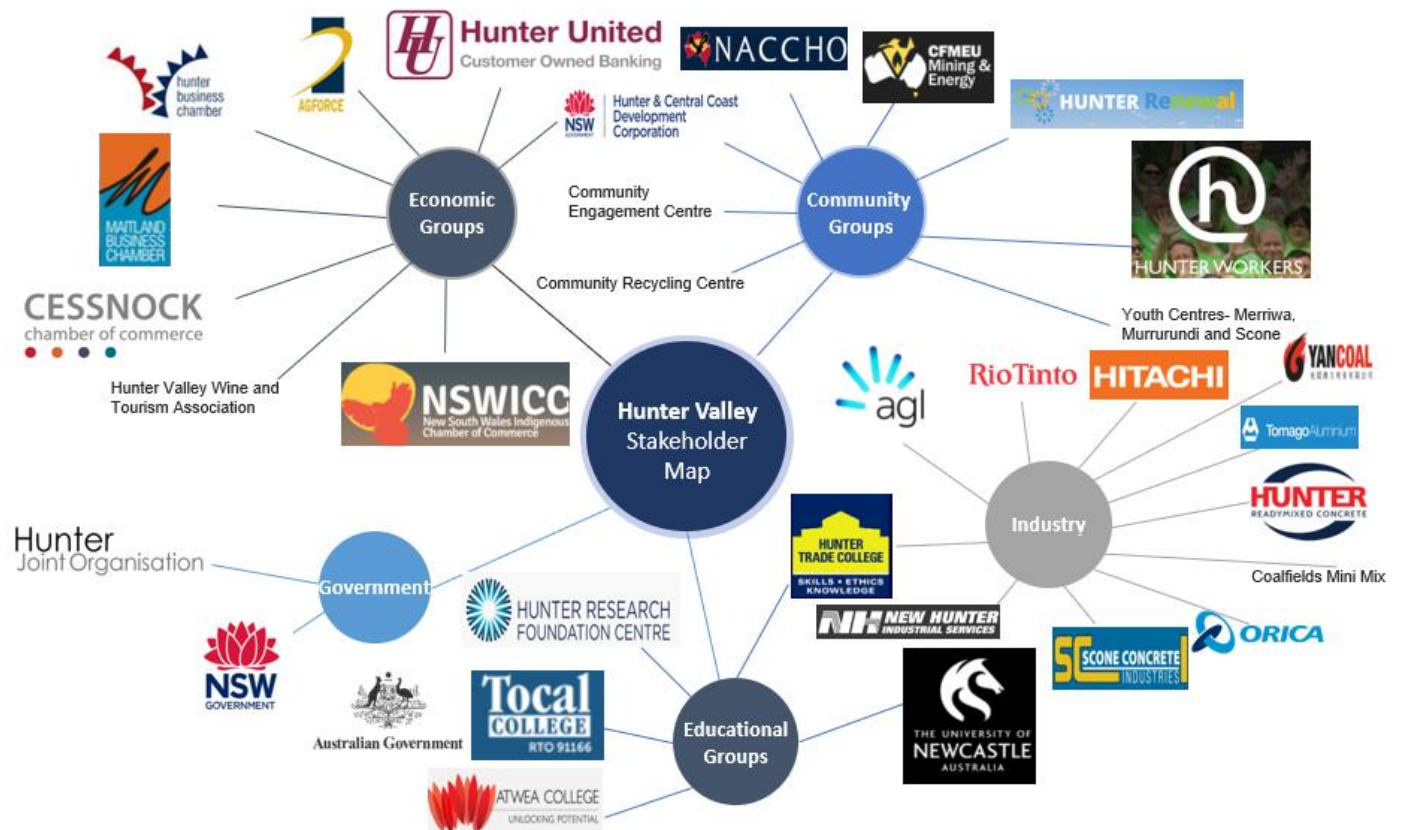 hunter
business
chamber
AGFORCE
HU
Hunter United
Customer Owned Banking
NACCHO
CFMEU
Mining &
Energy
HUNTER Renewal
NSW
GOVERNMENT
Hunter & Central Coast
Development
Corporation
MAITLAND
BUSINESS
CHAMBER
Economic
Groups
Community
Engagement Centre
Community
Groups
h
HUNTER WORKERS
Community Recycling Centre
CESSNOCK
chamber of commerce
Youth Centres- Merriwa,
Murrurundi and Scone
Hunter Valley Wine and
Tourism Association
NSWICC
New South Wales Indigenous
Chamber of Commerce
Hunter Valley
Stakeholder
Map
agl
RioTinto
HITACHI
YANCOAL
TomagoAluminium
HUNTER
READYMIXED CONCRETE
Industry
Coalfields Mini Mix
ORICA
SC
SCONE CONCRETE
INDUSTRIES
NH NEW HUNTER
INDUSTRIAL SERVICES
HUNTER
TRADE COLLEGE
SKILLS • ETHICS
KNOWLEDGE
Hunter
Joint Organisation
Government
NSW
GOVERNMENT
Australian Government
HUNTER RESEARCH
FOUNDATION CENTRE
Tocal
COLLEGE
RTO 91166
Educational
Groups
ATWEA COLLEGE
UNLOCKING POTENTIAL
THE UNIVERSITY OF
NEWCASTLE
AUSTRALIA